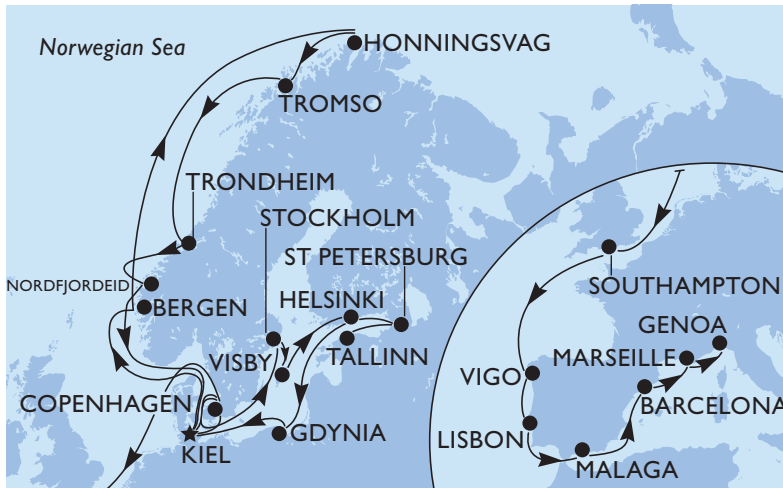 Norwegian Sea
HONNINGSVAG
TROMSO
TRONDHEIM
STOCKHOLM
ST PETERSBURG
NORDFJORDEID
HELSINKI
BERGEN
VISBY
TALLINN
COPENHAGEN
GDYNIA
KIEL
SOUTHAMPTON
GENOA
MARSEILLE
VIGO
BARCELONA
LISBON
MALAGA